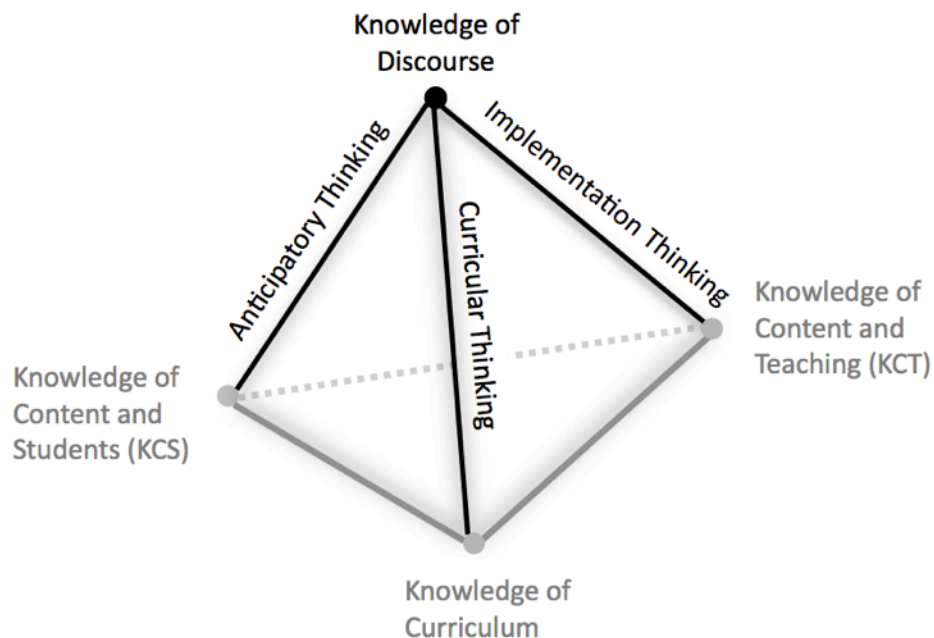 Knowledge of
Discourse
Anticipatory Thinking
Curricular Thinking
Implementation Thinking
Knowledge of
Content and
Teaching (KCT)
Knowledge of
Content and
Students (KCS)
Knowledge of
Curriculum